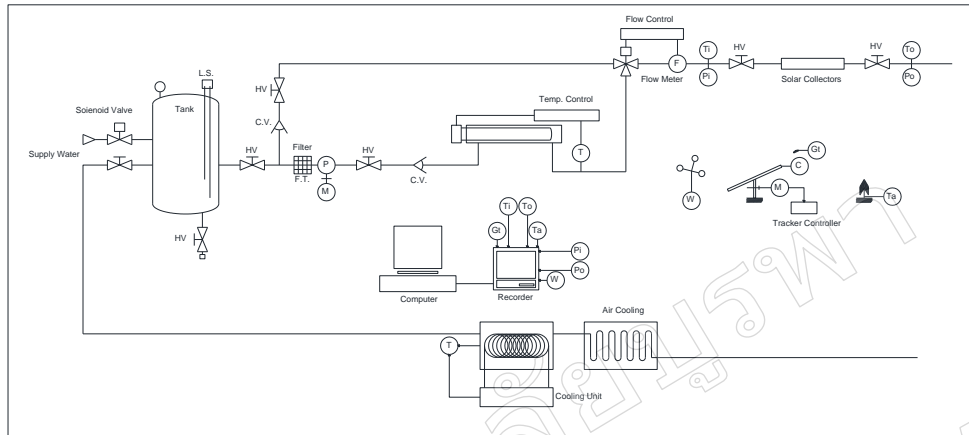 Flow Control
Ti
To
HV
HV
F
L.S.
Flow Meter
Pi
Solar Collectors
Po
HV
Temp. Control
Soienoid Valve
Tank
C.V.
Supply Water
HV
Filter
P
HV
T
Gt
C
F.T.
C.V.
M
W
M
Ta
Tracker Controller
HV
Ti
To
Gt
Ta
Pi
Po
W
Computer
Recorder
Air Cooling
T
Cooling Unit